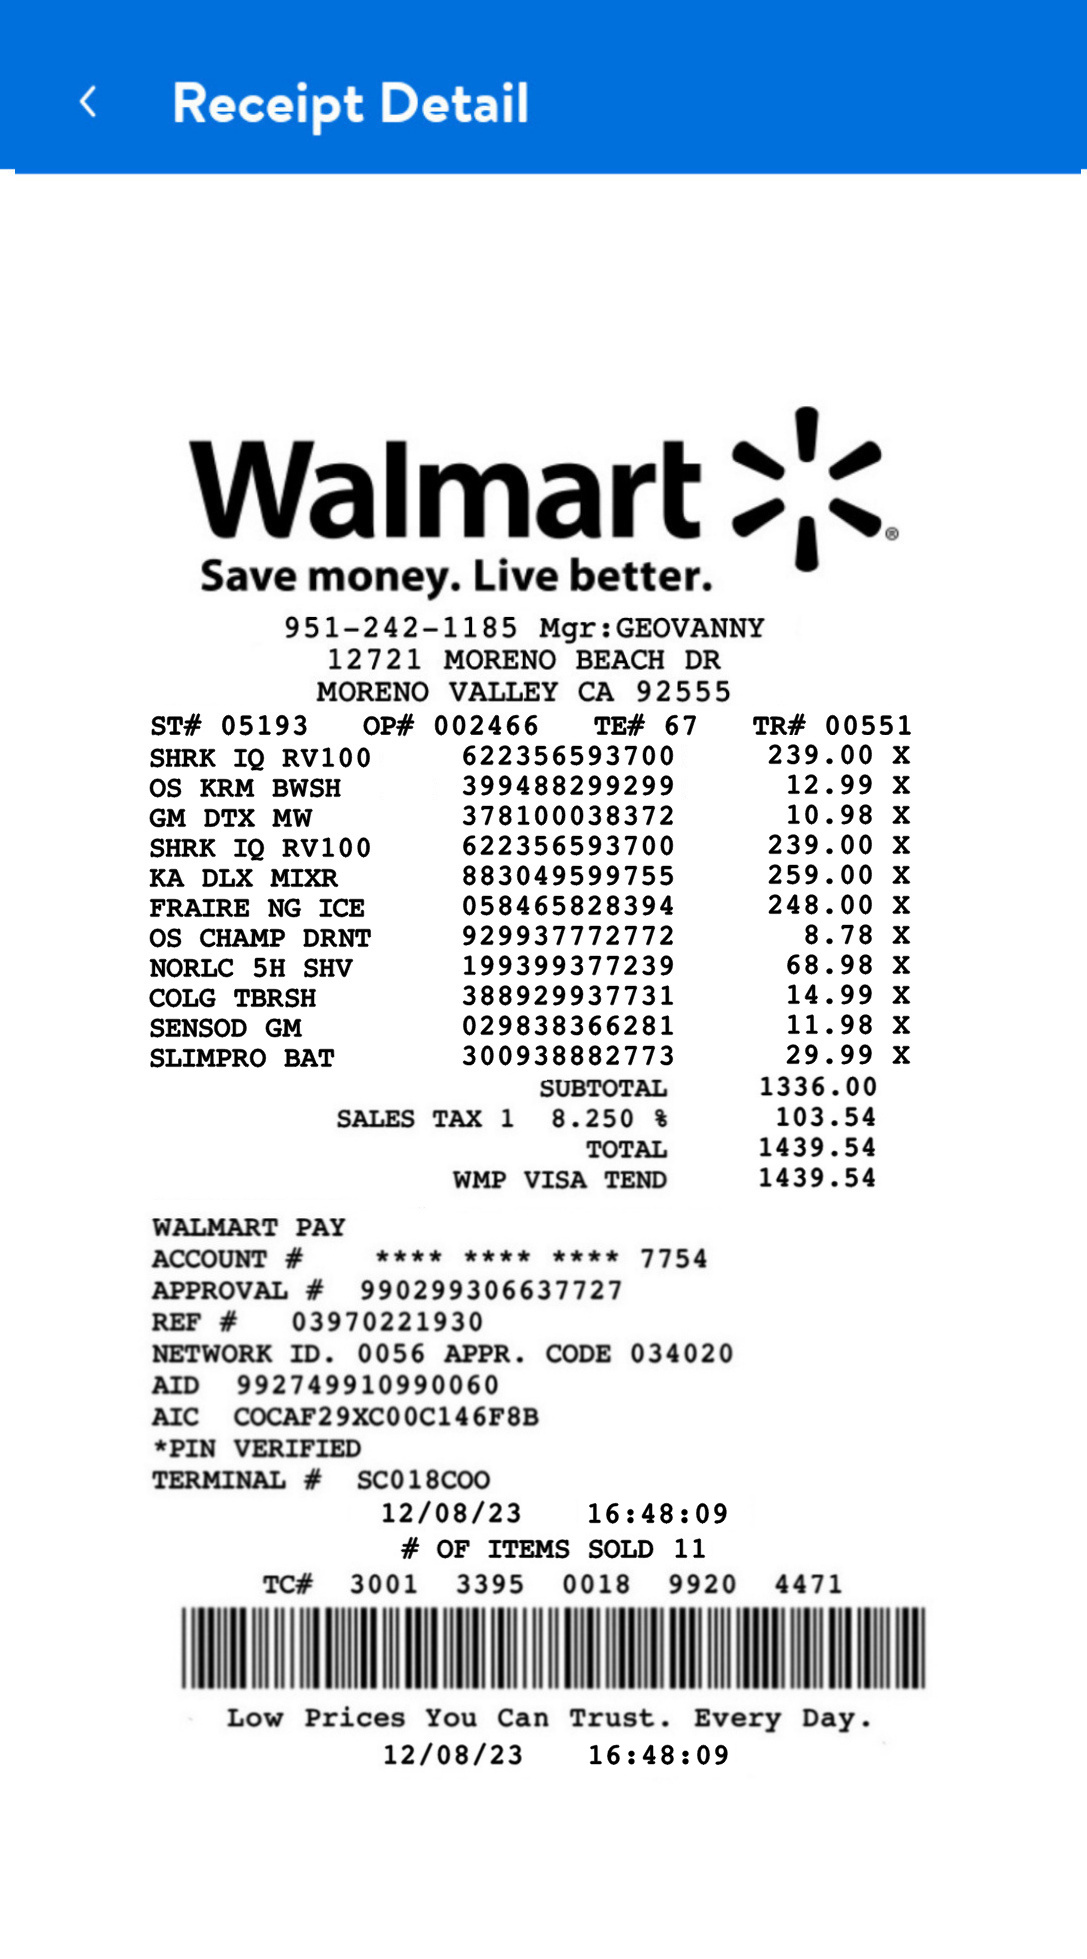 Receipt Detail
Walmart
®
Save money. Live better.
951-242-1185 Mgr:GEOVANNY
12721 MORENO BEACH DR
MORENO VALLEY CA 92555
ST# 05193 OP# 002466 TE# 67 TR# 00551
SHRK IQ RV100 622356593700 239.00 X
OS KRM BWSH 399488299299 12.99 X
GM DTX MW 378100038372 10.98 X
SHRK IQ RV100 622356593700 239.00 X
KA DLX MIXR 883049599755 259.00 X
FRAIRE NG ICE 058465828394 248.00 X
OS CHAMP DRNT 929937772772 8.78 X
NORLC 5H SHV 199399377239 68.98 X
COLG TBRSH 388929937731 14.99 X
SENSOD GM 029838366281 11.98 X
SLIMPRO BAT 300938882773 29.99 X
SUBTOTAL 1336.00
SALES TAX 1 8.250 % 103.54
TOTAL 1439.54
WMP VISA TEND 1439.54
WALMART PAY
ACCOUNT # **** **** **** 7754
APPROVAL # 990299306637727
REF # 03970221930
NETWORK ID. 0056 APPR. CODE 034020
AID 992749910990060
AIC COCAF29XC00C146F8B
*PIN VERIFIED
TERMINAL # SC018COO
12/08/23 16:48:09
# OF ITEMS SOLD 11
TC# 3001 3395 0018 9920 4471
Low Prices You Can Trust. Every Day.
12/08/23 16:48:09